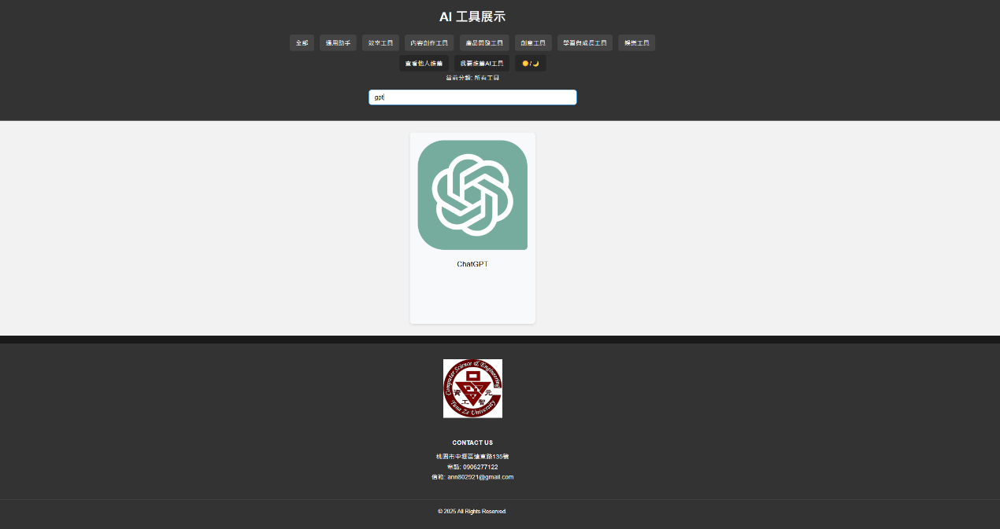 AI 工具展示
全部 通用助手 效率工具 內容創作工具 產品開發工具 創意工具 學習與成長工具 娛樂工具
查看他人推薦 我要推薦AI工具 ☀️/🌙
當前分類: 所有工具
gpt
ChatGPT
Computer Science & Engineering
資 元
工 智
Yuan Ze University
CONTACT US
桃園市中壢區遠東路135號
電話: 0906277122
信箱: ann802921@gmail.com
© 2025 All Rights Reserved.